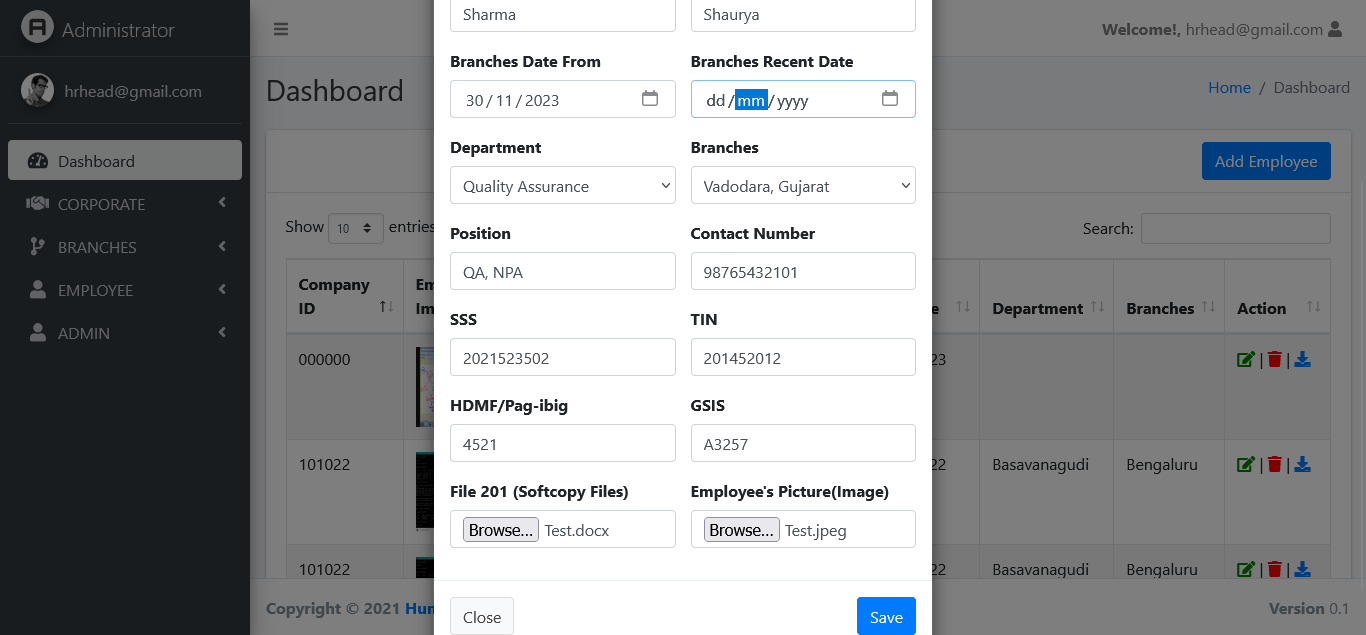 Administrator
hrhead@gmail.com
Dashboard
CORPORATE
BRANCHES
EMPLOYEE
ADMIN
Welcome!, hrhead@gmail.com
Dashboard
Home / Dashboard
Add Employee
Show 10 entries
Search:
Company ID
Em
Im
e
Department
Branches
Action
000000
23
| |
101022
22
Basavanagudi
Bengaluru
| |
101022
22
Basavanagudi
Bengaluru
| |
Copyright © 2021 Hum
Version 0.1
Sharma
Shaurya
Branches Date From
Branches Recent Date
30/11/2023
dd/mm/yyyy
Department
Branches
Quality Assurance
Vadodara, Gujarat
Position
Contact Number
QA, NPA
98765432101
SSS
TIN
2021523502
201452012
HDMF/Pag-ibig
GSIS
4521
A3257
File 201 (Softcopy Files)
Employee's Picture(Image)
Browse... Test.docx
Browse... Test.jpeg
Close
Save